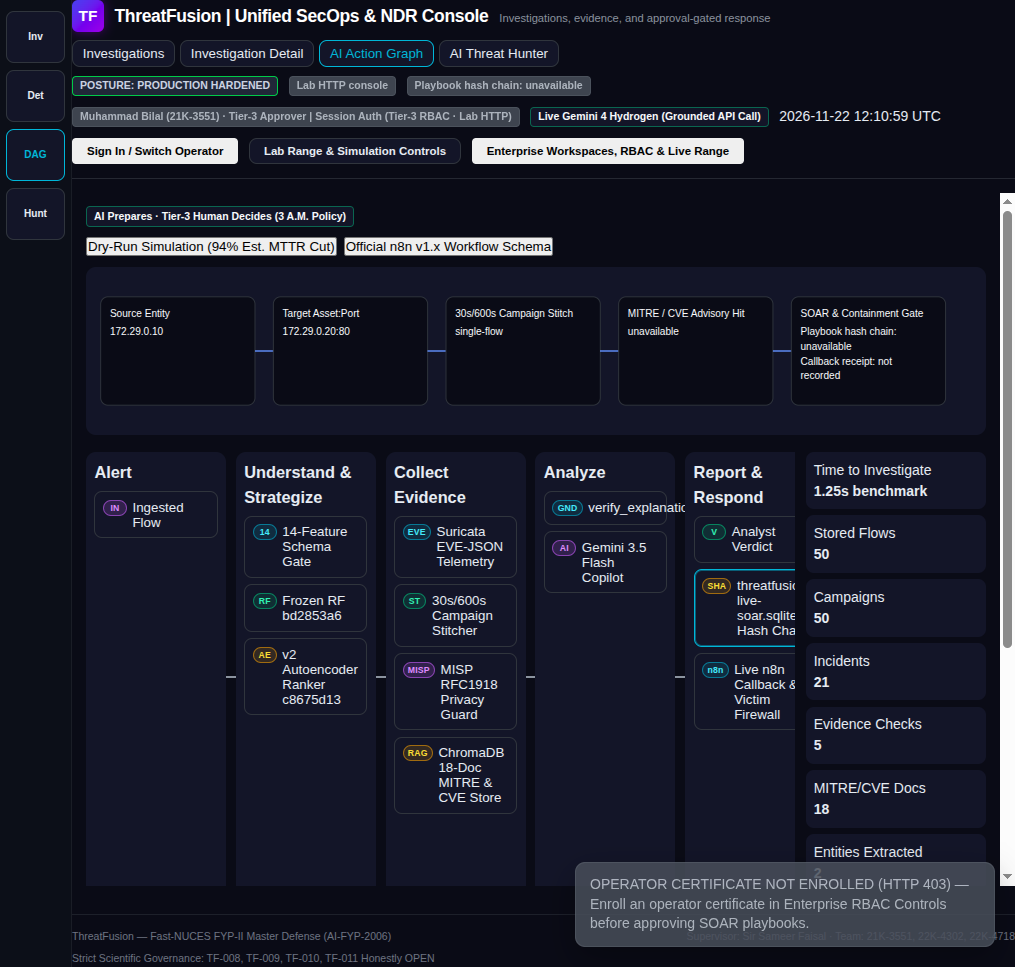 Inv
Det
DAG
Hunt
TF
ThreatFusion | Unified SecOps & NDR Console
Investigations, evidence, and approval-gated response
Investigations
Investigation Detail
AI Action Graph
AI Threat Hunter
POSTURE: PRODUCTION HARDENED
Lab HTTP console
Playbook hash chain: unavailable
Muhammad Bilal (21K-3551) · Tier-3 Approver | Session Auth (Tier-3 RBAC · Lab HTTP)
Live Gemini 4 Hydrogen (Grounded API Call)
2026-11-22 12:10:59 UTC
Sign In / Switch Operator
Lab Range & Simulation Controls
Enterprise Workspaces, RBAC & Live Range
AI Prepares · Tier-3 Human Decides (3 A.M. Policy)
Dry-Run Simulation (94% Est. MTTR Cut)
Official n8n v1.x Workflow Schema
Source Entity
172.29.0.10
Target Asset:Port
172.29.0.20:80
30s/600s Campaign Stitch
single-flow
MITRE / CVE Advisory Hit
unavailable
SOAR & Containment Gate
Playbook hash chain:
unavailable
Callback receipt: not
recorded
Alert
IN
Ingested
Flow
Understand &
Strategize
14
14-Feature
Schema
Gate
RF
Frozen RF
bd2853a6
AE
v2
Autoencoder
Ranker
c8675d13
Collect
Evidence
EVE
Suricata
EVE-JSON
Telemetry
ST
30s/600s
Campaign
Stitcher
MISP
MISP
RFC1918
Privacy
Guard
RAG
ChromaDB
18-Doc
MITRE &
CVE Store
Analyze
GND
verify_explanatic
AI
Gemini 3.5
Flash
Copilot
Report &
Respond
V
Analyst
Verdict
SHA
threatfusic
live-
soar.sqlite
Hash Cha
n8n
Live n8n
Callback &
Victim
Firewall
Time to Investigate
1.25s benchmark
Stored Flows
50
Campaigns
50
Incidents
21
Evidence Checks
5
MITRE/CVE Docs
18
Entities Extracted
2
OPERATOR CERTIFICATE NOT ENROLLED (HTTP 403) —
Enroll an operator certificate in Enterprise RBAC Controls
before approving SOAR playbooks.
ThreatFusion — Fast-NUCES FYP-II Master Defense (AI-FYP-2006)
Strict Scientific Governance: TF-008, TF-009, TF-010, TF-011 Honestly OPEN